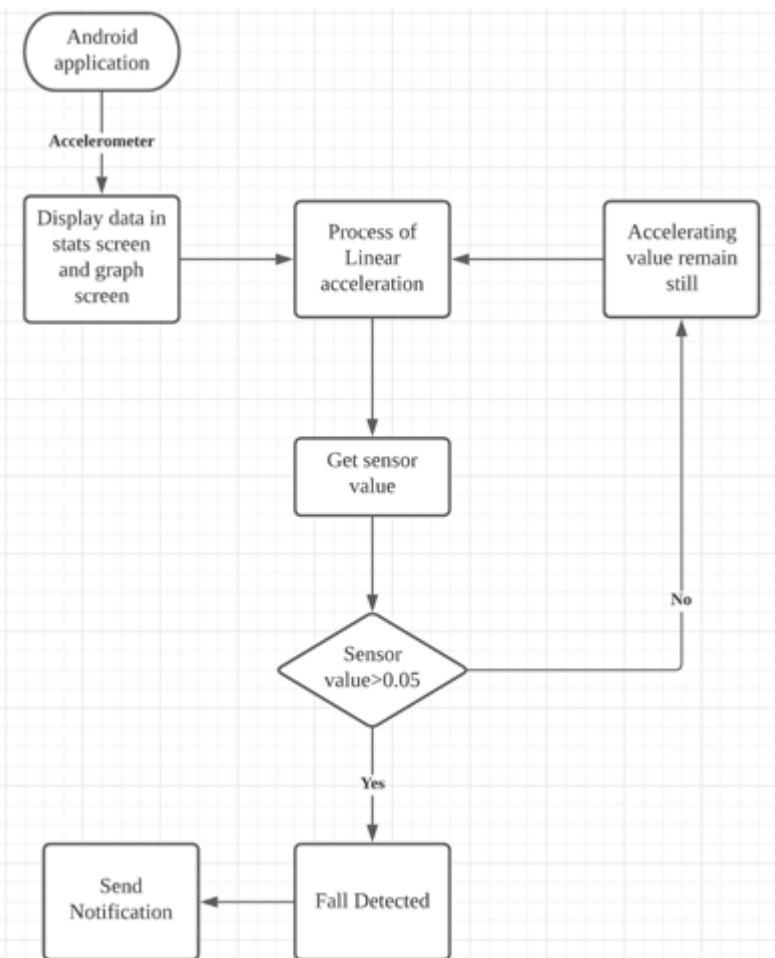 Android
application
Accelerometer
Display data in
stats screen
and graph
screen
Process of
Linear
acceleration
Accelerating
value remain
still
Get sensor
value
No
Sensor
value>0.05
Yes
Send
Notification
Fall Detected